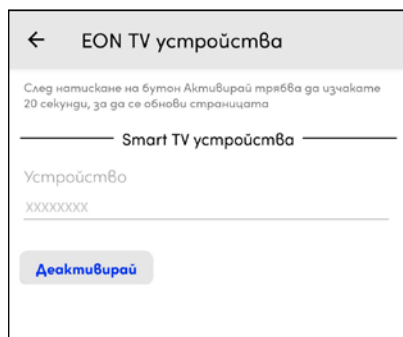 ← EON TV устройства
След натискане на бутон Активирай трябва да изчакате
20 секунди, за да се обнови страницата
Smart TV устройства
Устройство
XXXXXXXX
Деактивирай